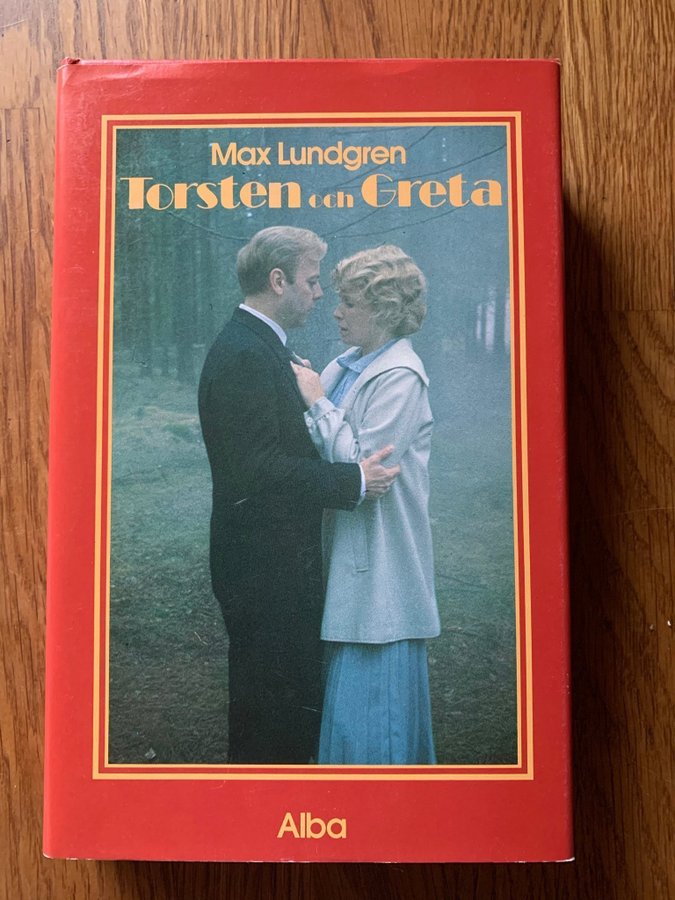 Max Lundgren
Torsten och Greta
Alba